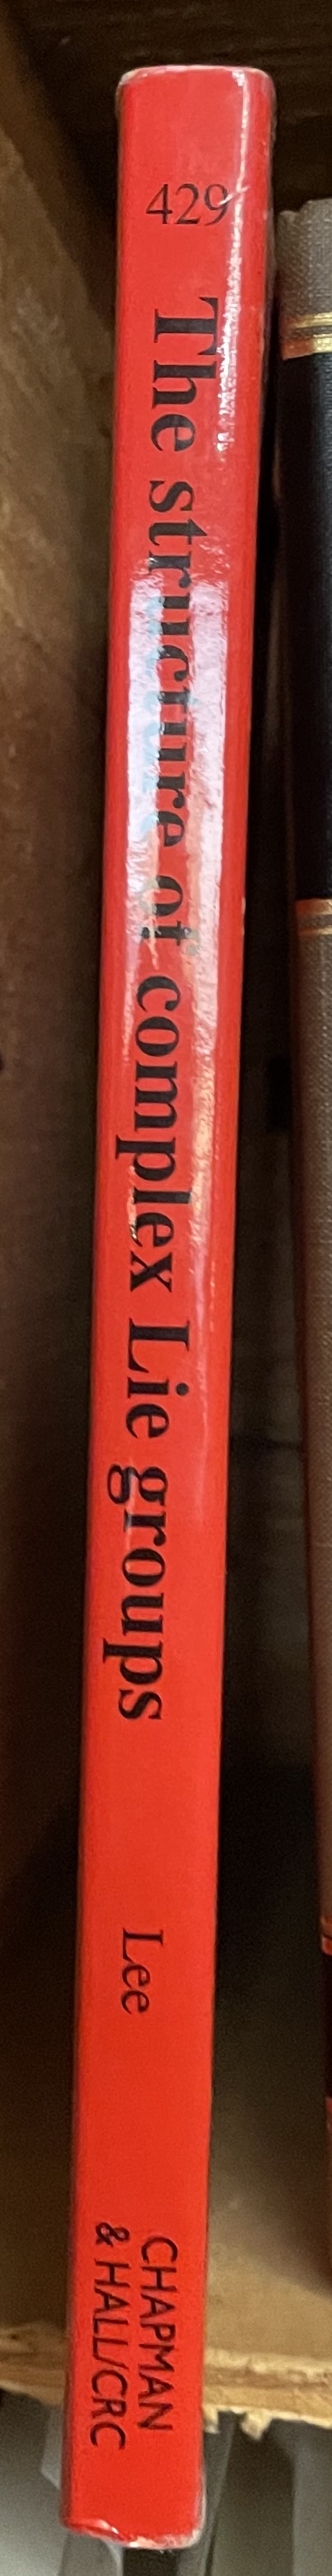 429
The structure of complex Lie groups
Lee
CHAPMAN
& HALL/CRC